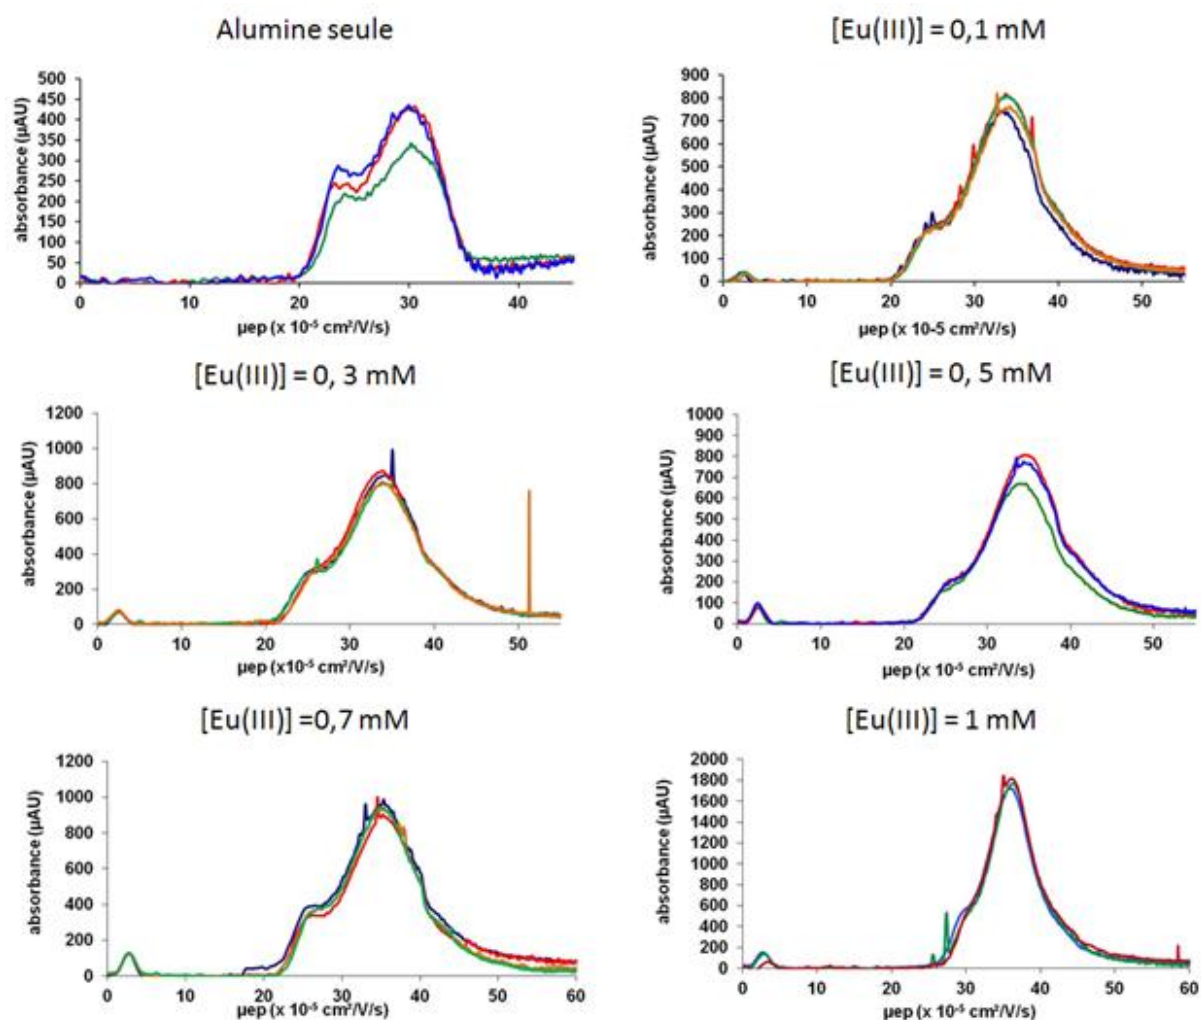 Alumine seule
500
450
400
350
300
250
200
150
100
50
0
absorbance (µAU)
0 10 20 30 40
µep (x 10⁻⁵ cm²/V/s)
[Eu(III)] = 0,1 mM
900
800
700
600
500
400
300
200
100
0
absorbance (µAU)
0 10 20 30 40 50
µep (x 10-5 cm²/V/s)
[Eu(III)] = 0, 3 mM
1200
1000
800
600
400
200
0
absorbance (µAU)
0 10 20 30 40 50
µep (x10⁻⁵ cm²/V/s)
[Eu(III)] = 0, 5 mM
1000
900
800
700
600
500
400
300
200
100
0
absorbance (µAU)
0 10 20 30 40 50
µep (x 10⁻⁵ cm²/V/s)
[Eu(III)] =0,7 mM
1200
1000
800
600
400
200
0
absorbance (µAU)
0 10 20 30 40 50 60
µep (x 10⁻⁵ cm²/V/s)
[Eu(III)] = 1 mM
2000
1800
1600
1400
1200
1000
800
600
400
200
0
absorbance (µAU)
0 10 20 30 40 50 60
µep (x 10⁻⁵ cm²/V/s)